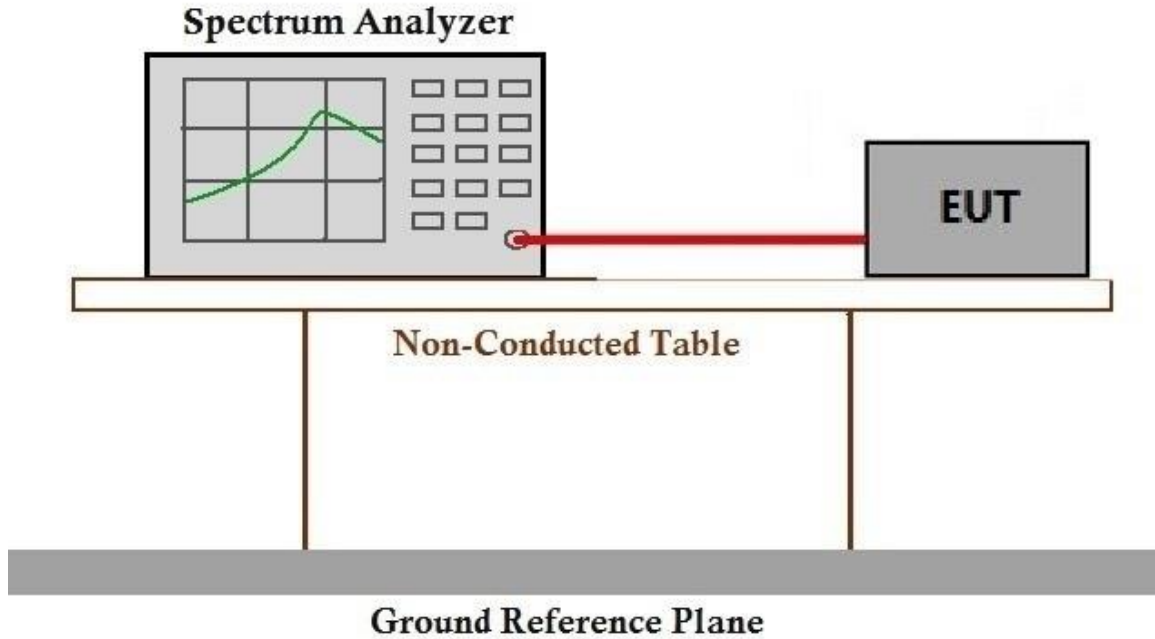 Spectrum Analyzer
EUT
Non-Conducted Table
Ground Reference Plane